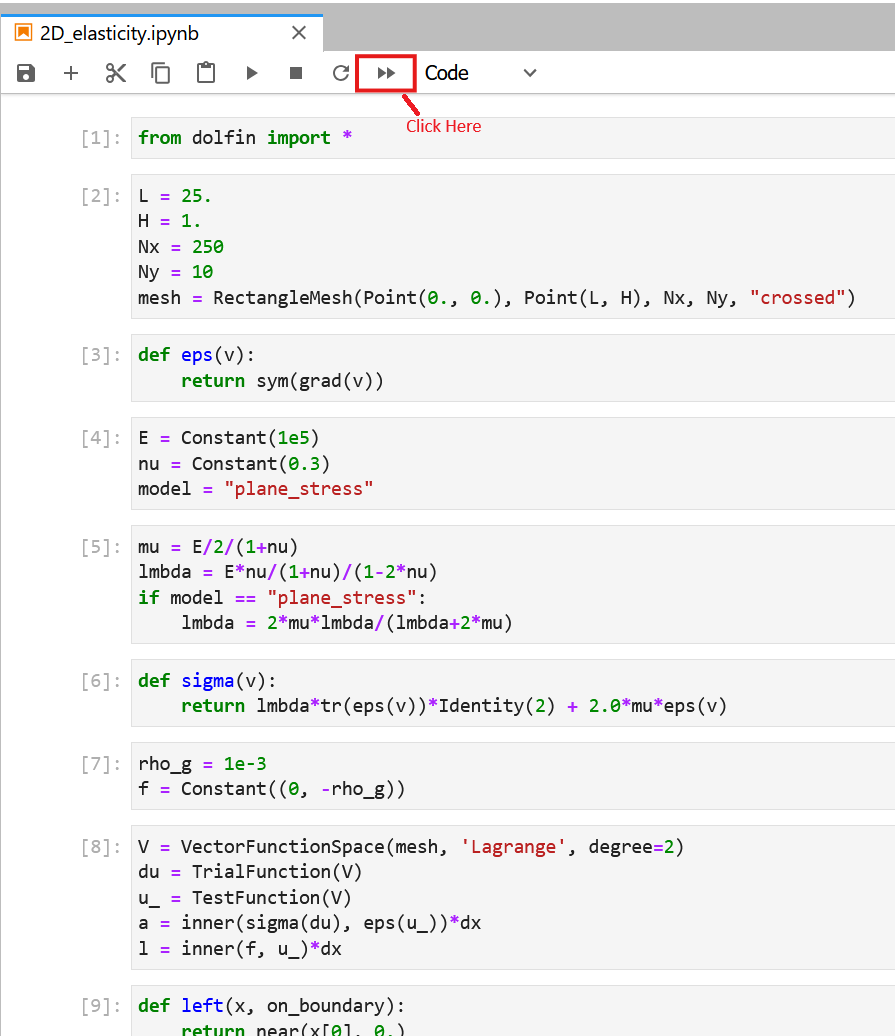 2D_elasticity.ipynb
Code
Click Here
[1]: from dolfin import *
[2]: L = 25.
H = 1.
Nx = 250
Ny = 10
mesh = RectangleMesh(Point(0., 0.), Point(L, H), Nx, Ny, "crossed")
[3]: def eps(v):
    return sym(grad(v))
[4]: E = Constant(1e5)
nu = Constant(0.3)
model = "plane_stress"
[5]: mu = E/2/(1+nu)
lmbda = E*nu/(1+nu)/(1-2*nu)
if model == "plane_stress":
    lmbda = 2*mu*lmbda/(lmbda+2*mu)
[6]: def sigma(v):
    return lmbda*tr(eps(v))*Identity(2) + 2.0*mu*eps(v)
[7]: rho_g = 1e-3
f = Constant((0, -rho_g))
[8]: V = VectorFunctionSpace(mesh, 'Lagrange', degree=2)
du = TrialFunction(V)
u_ = TestFunction(V)
a = inner(sigma(du), eps(u_))*dx
l = inner(f, u_)*dx
[9]: def left(x, on_boundary):
    return near(x[0], 0.)